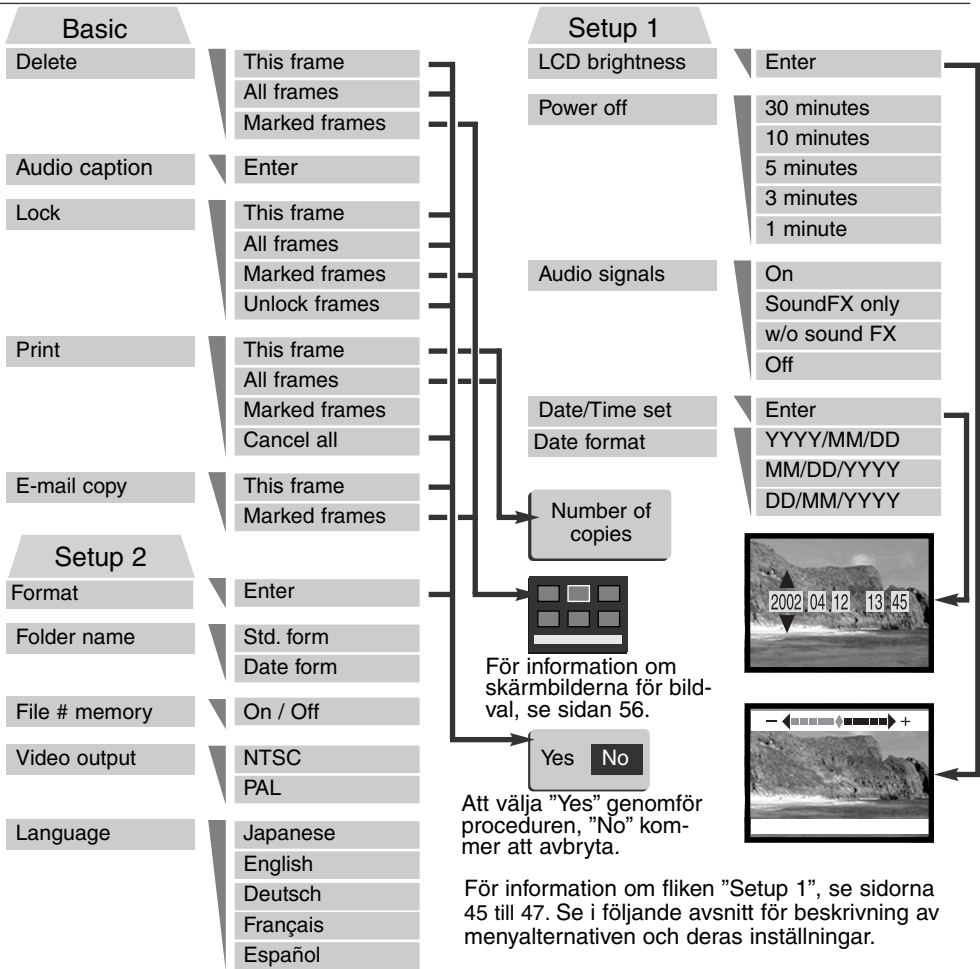 Basic
Delete
This frame
All frames
Marked frames
Audio caption
Enter
Lock
This frame
All frames
Marked frames
Unlock frames
Print
This frame
All frames
Marked frames
Cancel all
E-mail copy
This frame
Marked frames
Setup 2
Format
Enter
Folder name
Std. form
Date form
File # memory
On / Off
Video output
NTSC
PAL
Language
Japanese
English
Deutsch
Français
Español
Setup 1
LCD brightness
Enter
Power off
30 minutes
10 minutes
5 minutes
3 minutes
1 minute
Audio signals
On
SoundFX only
w/o sound FX
Off
Date/Time set
Enter
Date format
YYYY/MM/DD
MM/DD/YYYY
DD/MM/YYYY
Number of
copies
2002 04 12 13 45
För information om
skärmbilderna för bild-
val, se sidan 56.
Yes No
Att välja ”Yes” genomför
proceduren, ”No” kom-
mer att avbryta.
− +
För information om fliken ”Setup 1”, se sidorna
45 till 47. Se i följande avsnitt för beskrivning av
menyalternativen och deras inställningar.